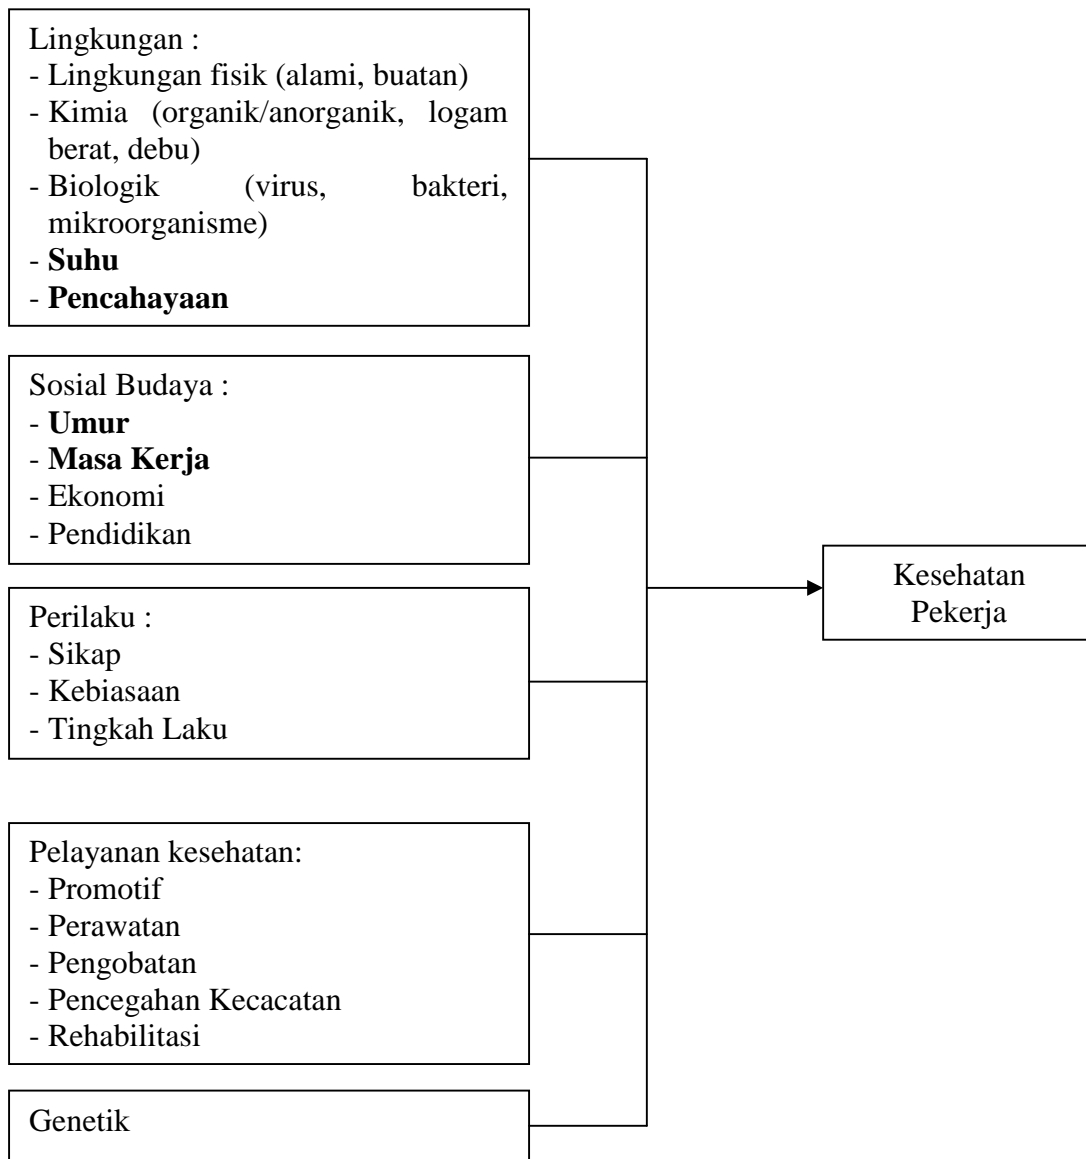 Lingkungan :
- Lingkungan fisik (alami, buatan)
- Kimia (organik/anorganik, logam
berat, debu)
- Biologik (virus, bakteri,
mikroorganisme)
- Suhu
- Pencahayaan
Sosial Budaya :
- Umur
- Masa Kerja
- Ekonomi
- Pendidikan
Perilaku :
- Sikap
- Kebiasaan
- Tingkah Laku
Pelayanan kesehatan:
- Promotif
- Perawatan
- Pengobatan
- Pencegahan Kecacatan
- Rehabilitasi
Genetik
Kesehatan
Pekerja